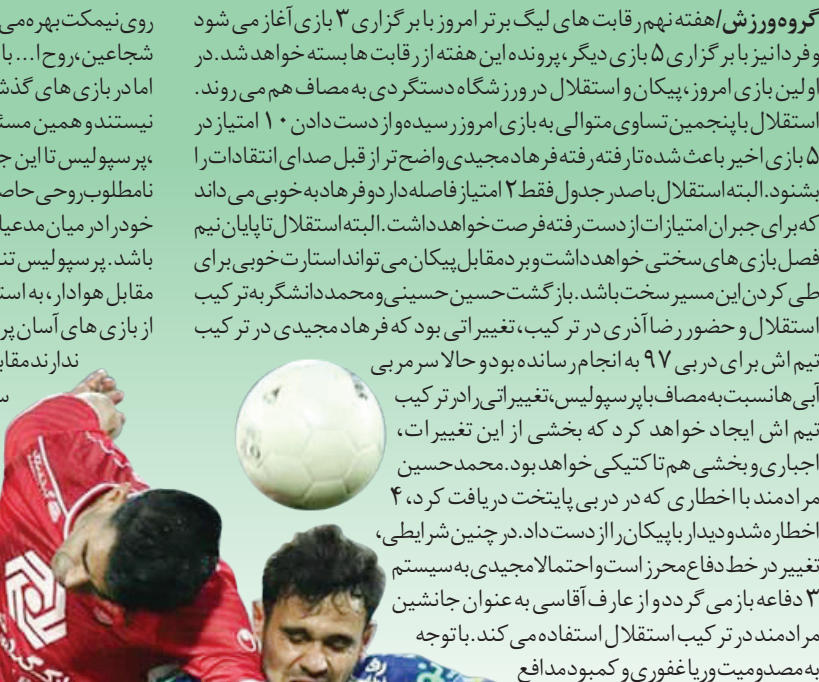 گروه‌ورزش/هفته نهم رقابت های لیگ برتر امروز با برگزاری ۳ بازی آغاز می شود
وفردانیز با برگزاری ۵ بازی دیگر، پرونده این هفته از رقابت ها بسته خواهد شد. در
اولین بازی امروز، پیکان و استقلال در ورزشگاه دستگردی به مصاف هم می روند.
استقلال با پنجمین تساوی متوالی به بازی امروز رسیده و از دست دادن ۱۰ امتیاز در
۵ بازی اخیر باعث شده تا رفته رفته فرهاد مجیدی واضح تر از قبل صدای انتقادات را
بشنود. البته استقلال با صدر جدول فقط ۲ امتیاز فاصله دارد و فرهاد به خوبی می داند
که برای جبران امتیازات از دست رفته فرصت خواهد داشت. البته استقلال تا پایان نیم
فصل بازی های سختی خواهد داشت و برد مقابل پیکان می تواند استارت خوبی برای
طی کردن این مسیر سخت باشد. بازگشت حسین حسینی و محمد دانشگر به ترکیب
استقلال و حضور رضا آذری در ترکیب، تغییراتی بود که فرهاد مجیدی در ترکیب
تیم اش برای دربی ۹۷ به انجام رسانده بود و حالا سرمربی
آبی ها نسبت به مصاف با پرسپولیس، تغییراتی را در ترکیب
تیم اش ایجاد خواهد کرد که بخشی از این تغییرات،
اجباری و بخشی هم تاکتیکی خواهد بود. محمدحسین
مرادمند با اخطاری که در دربی پایتخت دریافت کرد، ۴
اخطاره شد و دیدار با پیکان را از دست داد. در چنین شرایطی،
تغییر در خط دفاع محرز است و احتمالا مجیدی به سیستم
۳ دفاعه باز می گردد و از عارف آقاسی به عنوان جانشین
مرادمند در ترکیب استقلال استفاده می کند. با توجه
به مصدومیت وریا غفوری و کمبود مدافع
روی نیمکت بهره می
شجاعین، روح ا... با
اما در بازی های گذش
نیستند و همین مسئ
،پرسپولیس تا این ج
نامطلوب روحی حاص
خود را در میان مدعیا
باشد. پرسپولیس تن
مقابل هوادار، به است
از بازی های آسان پر
ندارند مقاب
س